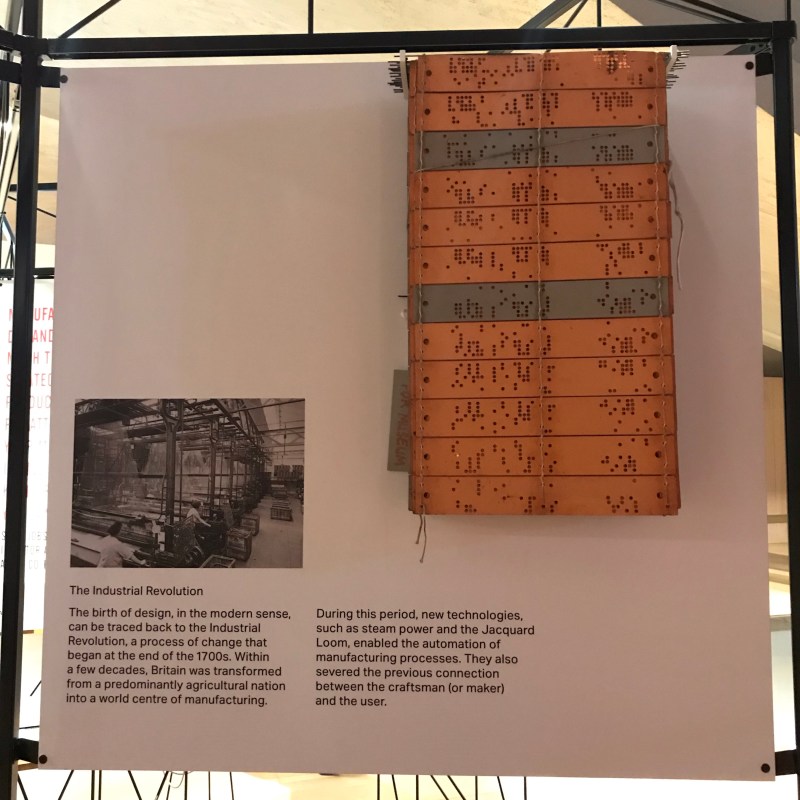 The Industrial Revolution
The birth of design, in the modern sense,
can be traced back to the Industrial
Revolution, a process of change that
began at the end of the 1700s. Within
a few decades, Britain was transformed
from a predominantly agricultural nation
into a world centre of manufacturing.
During this period, new technologies,
such as steam power and the Jacquard
Loom, enabled the automation of
manufacturing processes. They also
severed the previous connection
between the craftsman (or maker)
and the user.
MUSEUM